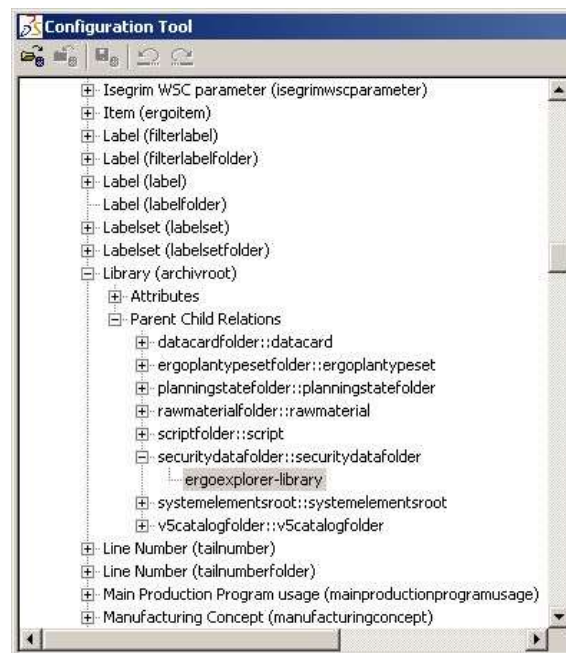 Configuration Tool
Isegrim WSC parameter (isegrimwscparameter)
Item (ergoitem)
Label (filterlabel)
Label (filterlabelfolder)
Label (label)
Label (labelfolder)
Labelset (labelset)
Labelset (labelsetfolder)
Library (archivroot)
Attributes
Parent Child Relations
datacardfolder::datacard
ergoplantypesetfolder::ergoplantypeset
planningstatefolder::planningstatefolder
rawmaterialfolder::rawmaterial
scriptfolder::script
securitydatafolder::securitydatafolder
ergoexplorer-library
systemelementsroot::systemelementsroot
v5catalogfolder::v5catalogfolder
Line Number (tailnumber)
Line Number (tailnumberfolder)
Main Production Program usage (mainproductionprogramusage)
Manufacturing Concept (manufacturingconcept)